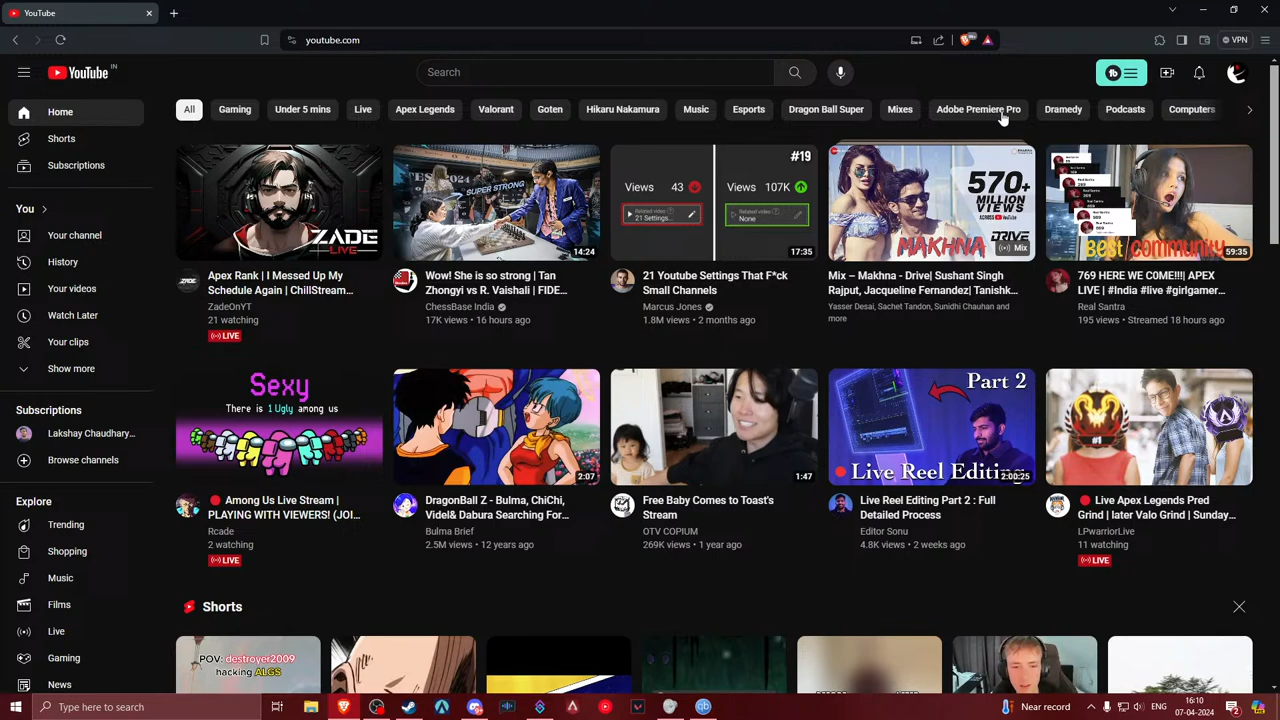 YouTube
youtube.com
VPN
YouTube IN
Search
All
Gaming
Under 5 mins
Live
Apex Legends
Valorant
Goten
Hikaru Nakamura
Music
Esports
Dragon Ball Super
Mixes
Adobe Premiere Pro
Dramedy
Podcasts
Computers
Home
Shorts
Subscriptions
You
Your channel
History
Your videos
Watch Later
Your clips
Show more
Subscriptions
Lakshay Chaudhary...
Browse channels
Explore
Trending
Shopping
Music
Films
Live
Gaming
News
ZADE
LIVE
Apex Rank | I Messed Up My
Schedule Again | ChillStream...
ZadeOnYT
21 watching
LIVE
SUPER STRONG
14:24
Wow! She is so strong | Tan
Zhongyi vs R. Vaishali | FIDE...
ChessBase India
17K views • 16 hours ago
#19
Views 43
Views 107K
Related video
21 Settings...
Related video
None
17:35
21 Youtube Settings That F*ck
Small Channels
Marcus Jones
1.8M views • 2 months ago
570+
MILLION
VIEWS
ACROSS YouTube
DRIVE
MAKHNA
Mix
Mix – Makhna - Drive| Sushant Singh
Rajput, Jacqueline Fernandez| Tanishk...
Yasser Desai, Sachet Tandon, Sunidhi Chauhan and
more
Best community
59:35
769 HERE WE COME!!!| APEX
LIVE | #India #live #girlgamer...
Real Santra
195 views • Streamed 18 hours ago
Sexy
There is 1 Ugly among us
Among Us Live Stream |
PLAYING WITH VIEWERS! (JOI...
Rcade
2 watching
LIVE
2:07
DragonBall Z - Bulma, ChiChi,
Videl& Dabura Searching For...
Bulma Brief
2.5M views • 12 years ago
1:47
Free Baby Comes to Toast's
Stream
OTV COPIUM
269K views • 1 year ago
Part 2
Live Reel Editing
2:00:25
Live Reel Editing Part 2 : Full
Detailed Process
Editor Sonu
4.8K views • 2 weeks ago
Live Apex Legends Pred
Grind | later Valo Grind | Sunday...
LPwarriorLive
11 watching
LIVE
Shorts
POV: destroyer2009
hacking ALGS
Type here to search
ENG
16:10
07-04-2024
2